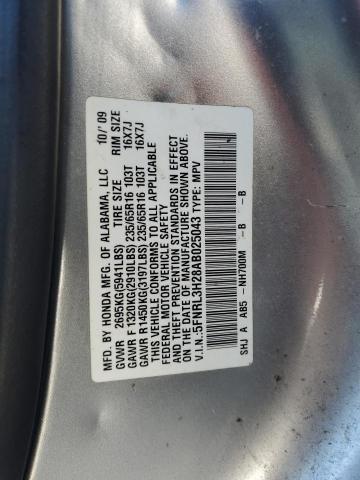 MFD. BY HONDA MFG. OF ALABAMA, LLC 10/'09
GVWR 2695KG(5941LBS) TIRE SIZE RIM SIZE
GAWR F 1320KG(2910LBS) 235/65R16 103T 16X7J
GAWR R 1450KG(3197LBS) 235/65R16 103T 16X7J
THIS VEHICLE CONFORMS TO ALL APPLICABLE
FEDERAL MOTOR VEHICLE SAFETY AND
THEFT PREVENTION STANDARDS IN EFFECT
ON THE DATE OF MANUFACTURE SHOWN ABOVE.
V.I.N.:5FNRL3H28AB025043 TYPE: MPV
SHJ A AB5 -NH700M -B -B